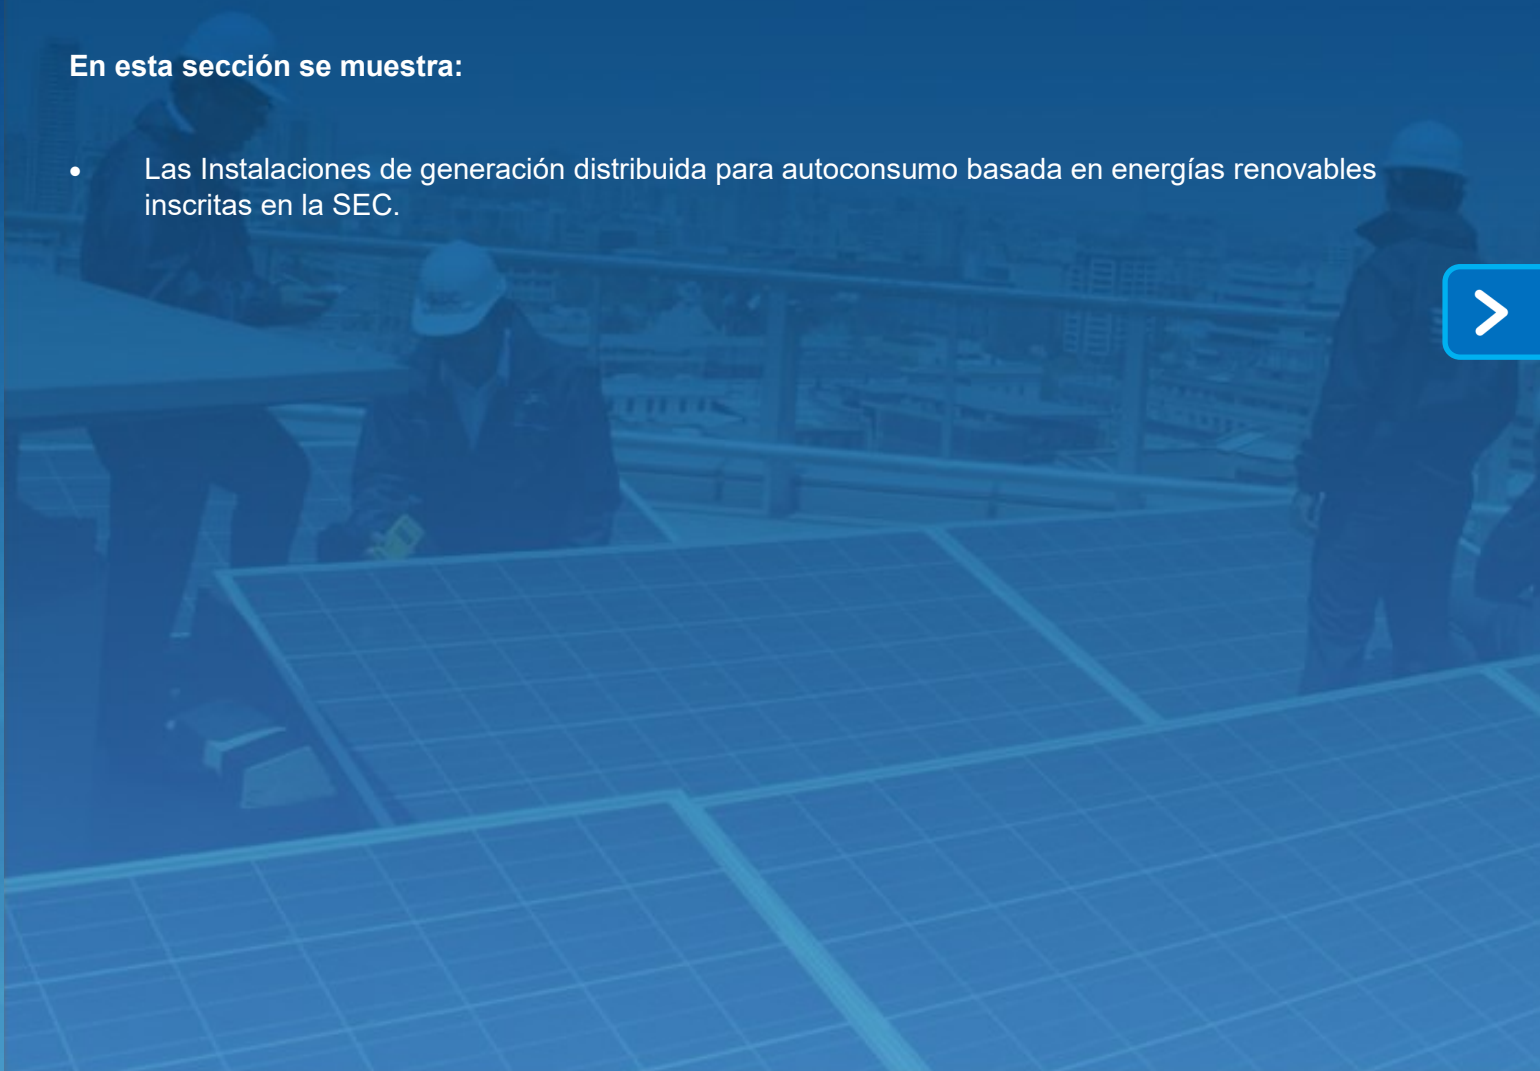 En esta sección se muestra:
• Las Instalaciones de generación distribuida para autoconsumo basada en energías renovables
inscritas en la SEC.